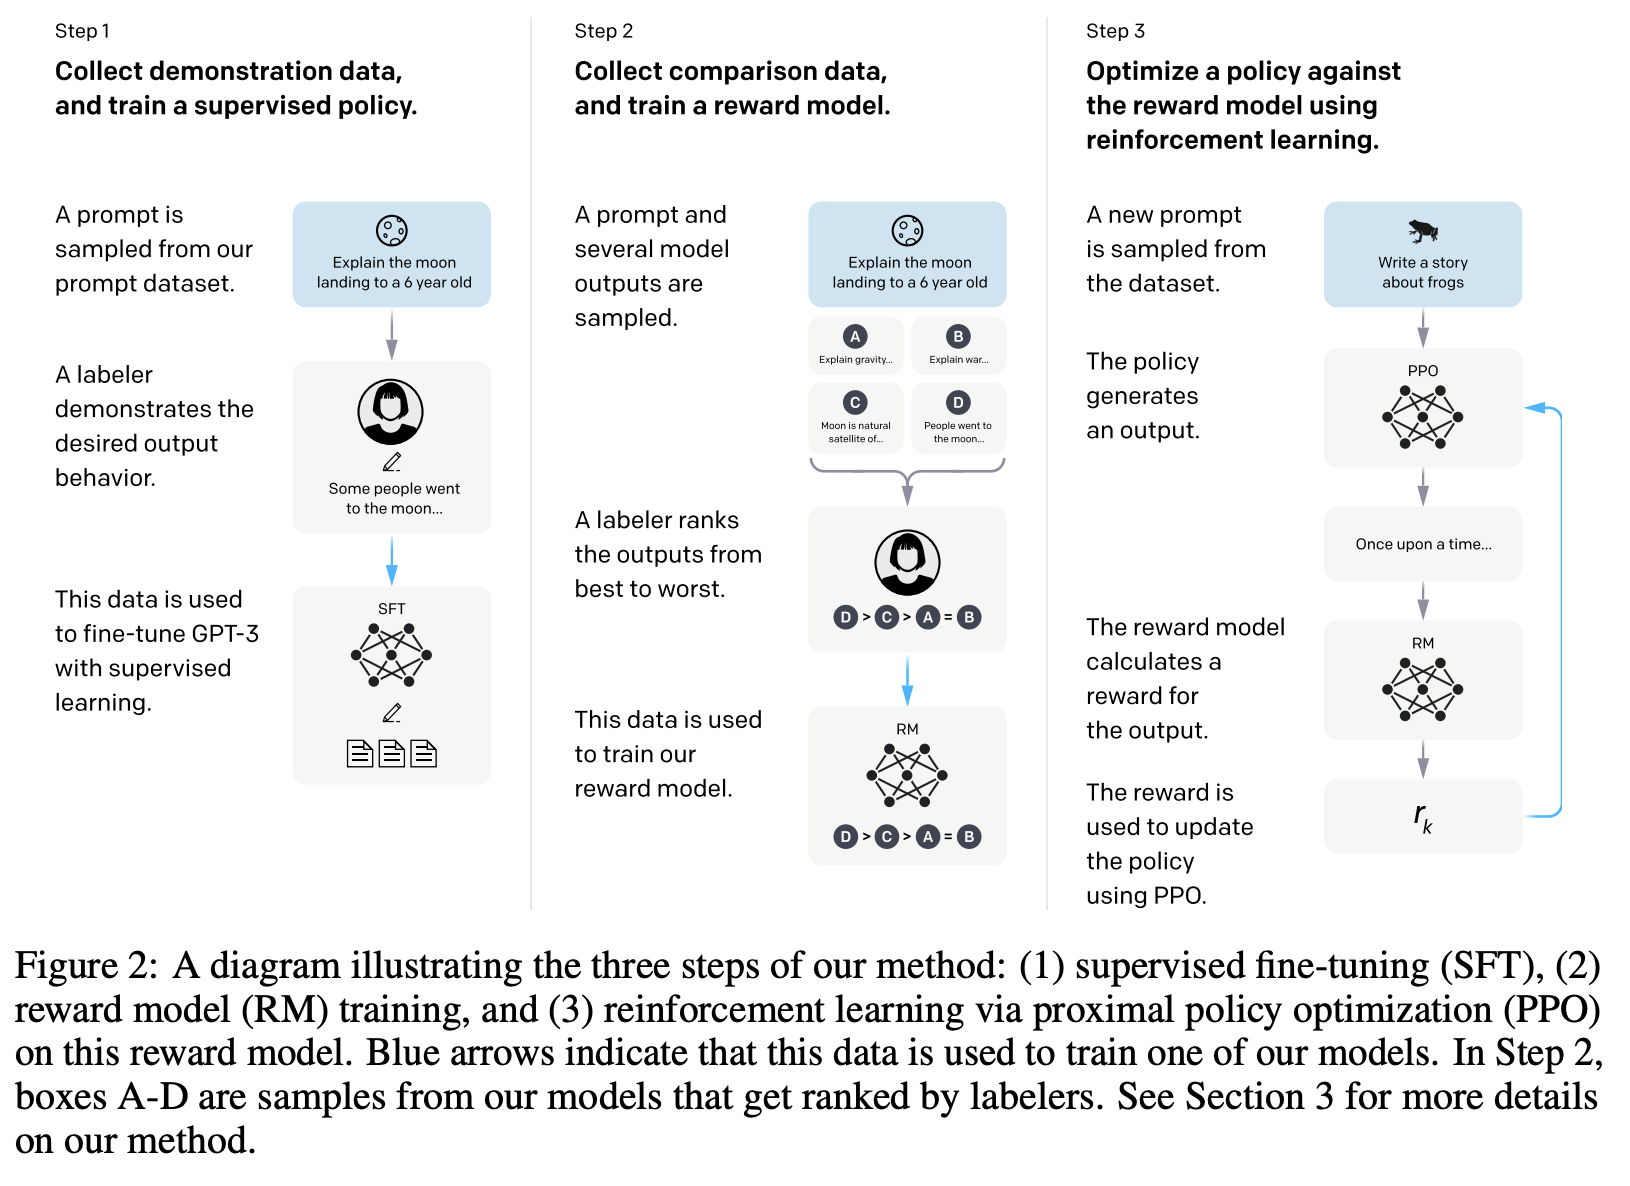 Step 1
Collect demonstration data,
and train a supervised policy.
A prompt is
sampled from our
prompt dataset.
Explain the moon
landing to a 6 year old
A labeler
demonstrates the
desired output
behavior.
Some people went
to the moon...
This data is used
to fine-tune GPT-3
with supervised
learning.
SFT
Step 2
Collect comparison data,
and train a reward model.
A prompt and
several model
outputs are
sampled.
Explain the moon
landing to a 6 year old
A
Explain gravity...
B
Explain war...
C
Moon is natural
satellite of...
D
People went to
the moon...
A labeler ranks
the outputs from
best to worst.
D > C > A = B
This data is used
to train our
reward model.
RM
D > C > A = B
Step 3
Optimize a policy against
the reward model using
reinforcement learning.
A new prompt
is sampled from
the dataset.
Write a story
about frogs
The policy
generates
an output.
PPO
Once upon a time...
The reward model
calculates a
reward for
the output.
RM
The reward is
used to update
the policy
using PPO.
rk
Figure 2: A diagram illustrating the three steps of our method: (1) supervised fine-tuning (SFT), (2)
reward model (RM) training, and (3) reinforcement learning via proximal policy optimization (PPO)
on this reward model. Blue arrows indicate that this data is used to train one of our models. In Step 2,
boxes A-D are samples from our models that get ranked by labelers. See Section 3 for more details
on our method.